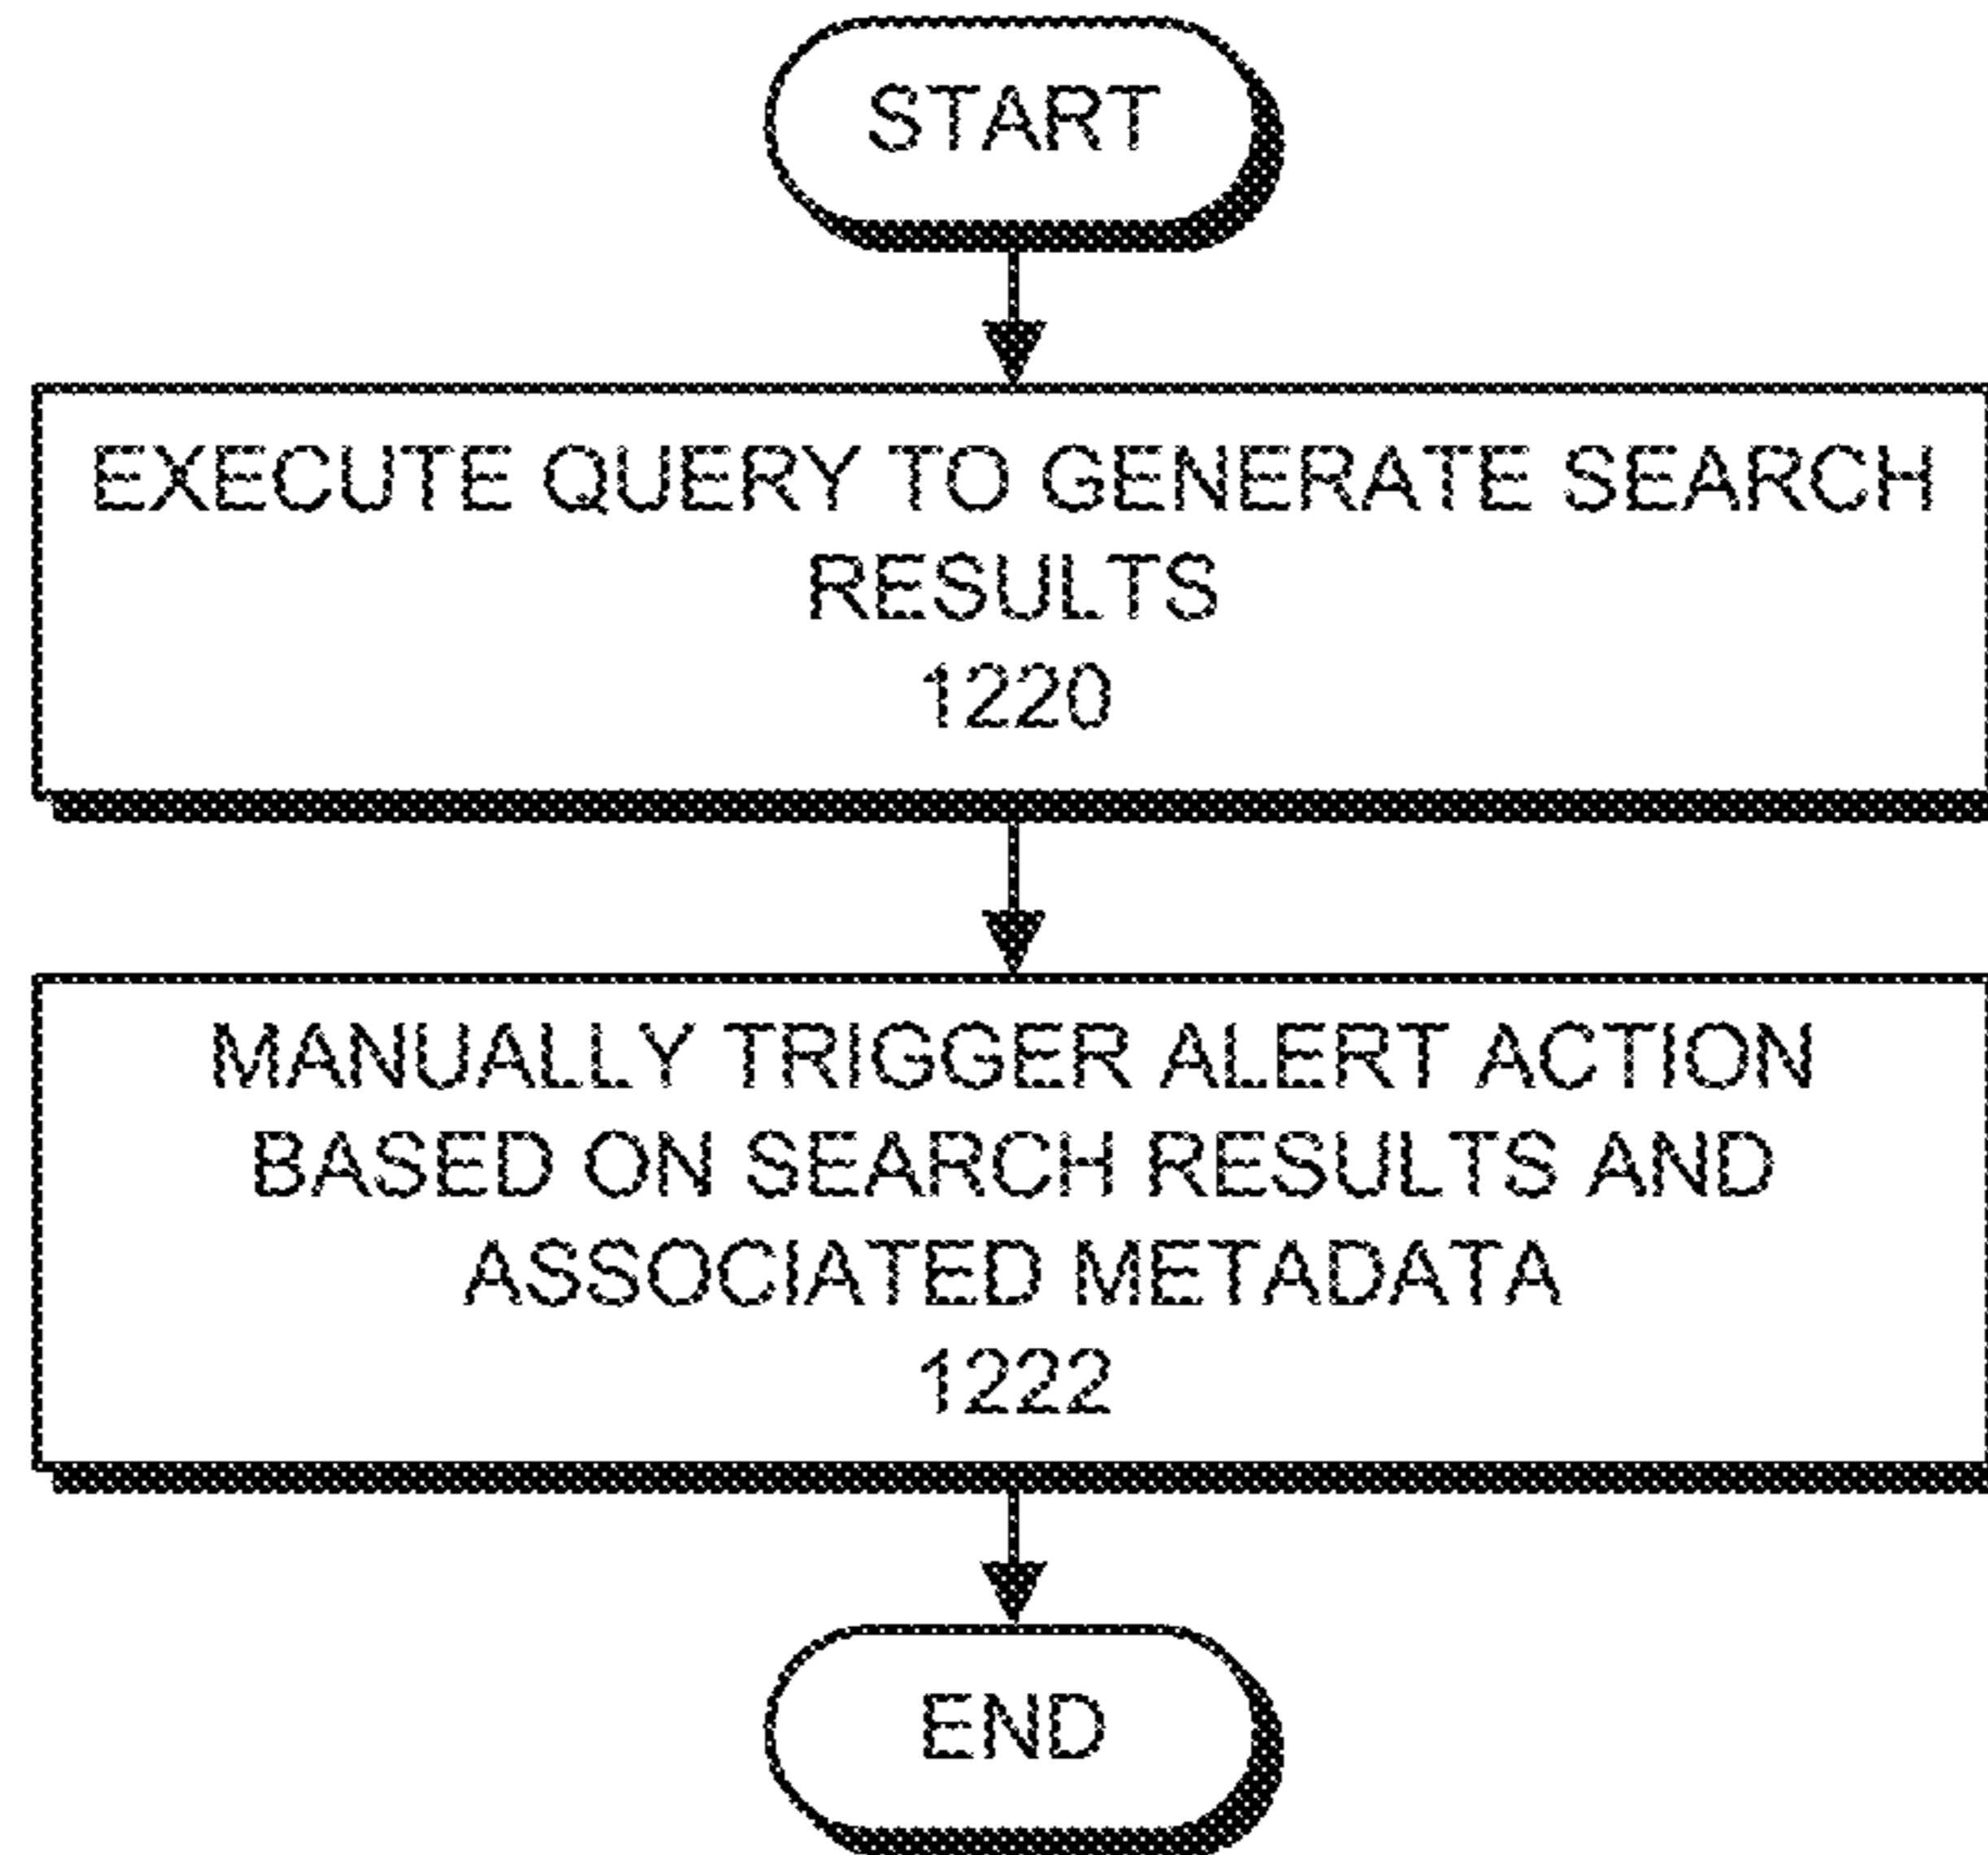 START
EXECUTE QUERY TO GENERATE SEARCH
RESULTS
1220
MANUALLY TRIGGER ALERT ACTION
BASED ON SEARCH RESULTS AND
ASSOCIATED METADATA
1222
END